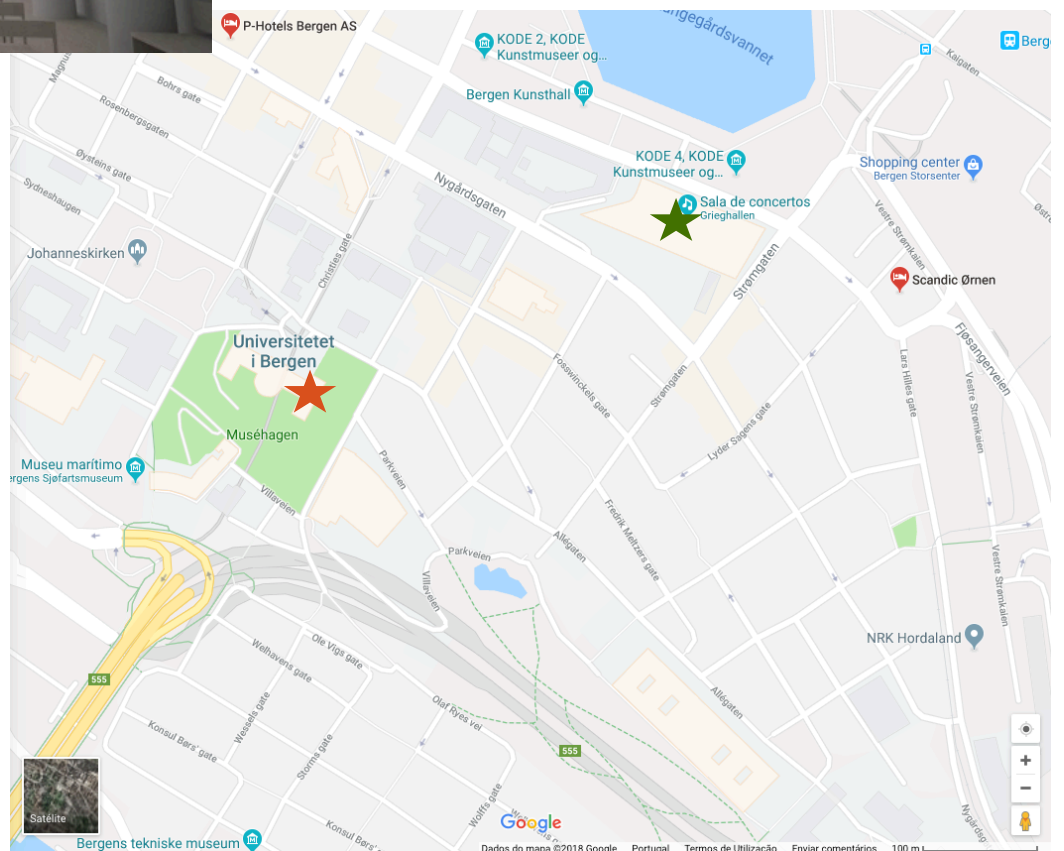 P-Hotels Bergen AS
KODE 2, KODE
Kunstmuseer og...
Kaigaten
Bohrs gate
Rosenbergsgaten
Bergen Kunsthall
Øysteins gate
KODE 4, KODE
Kunstmuseer og...
Shopping center
Bergen Storsenter
Sydneshaugen
Nygårdsgaten
Sala de concertos
Grieghallen
Vestre Strømkaien
Johanneskirken
Christies gate
Strømgaten
Scandic Ørnen
Universitetet
i Bergen
Fjøsangerveien
Fosswinckels gate
Strømgaten
Lars Hilles gate
Vestre Strømkaien
Muséhagen
Lyder Sagens gate
Museu marítimo
ergens Sjøfartsmuseum
Parkveien
Villaveien
Fredrik Meltzers gate
Allégaten
Parkveien
Villaveien
Vestre Strømkaien
Ole Vigs gate
Welhavens gate
NRK Hordaland
555
Allégaten
Wessels gate
Olaf Ryes vei
Konsul Børs' gate
Storms gate
555
Satélite
Wolffs gate
Google
Konsul Børs'
Bergens tekniske museum
Dados do mapa ©2018 Google Portugal Termos de Utilização Enviar comentários 100 m